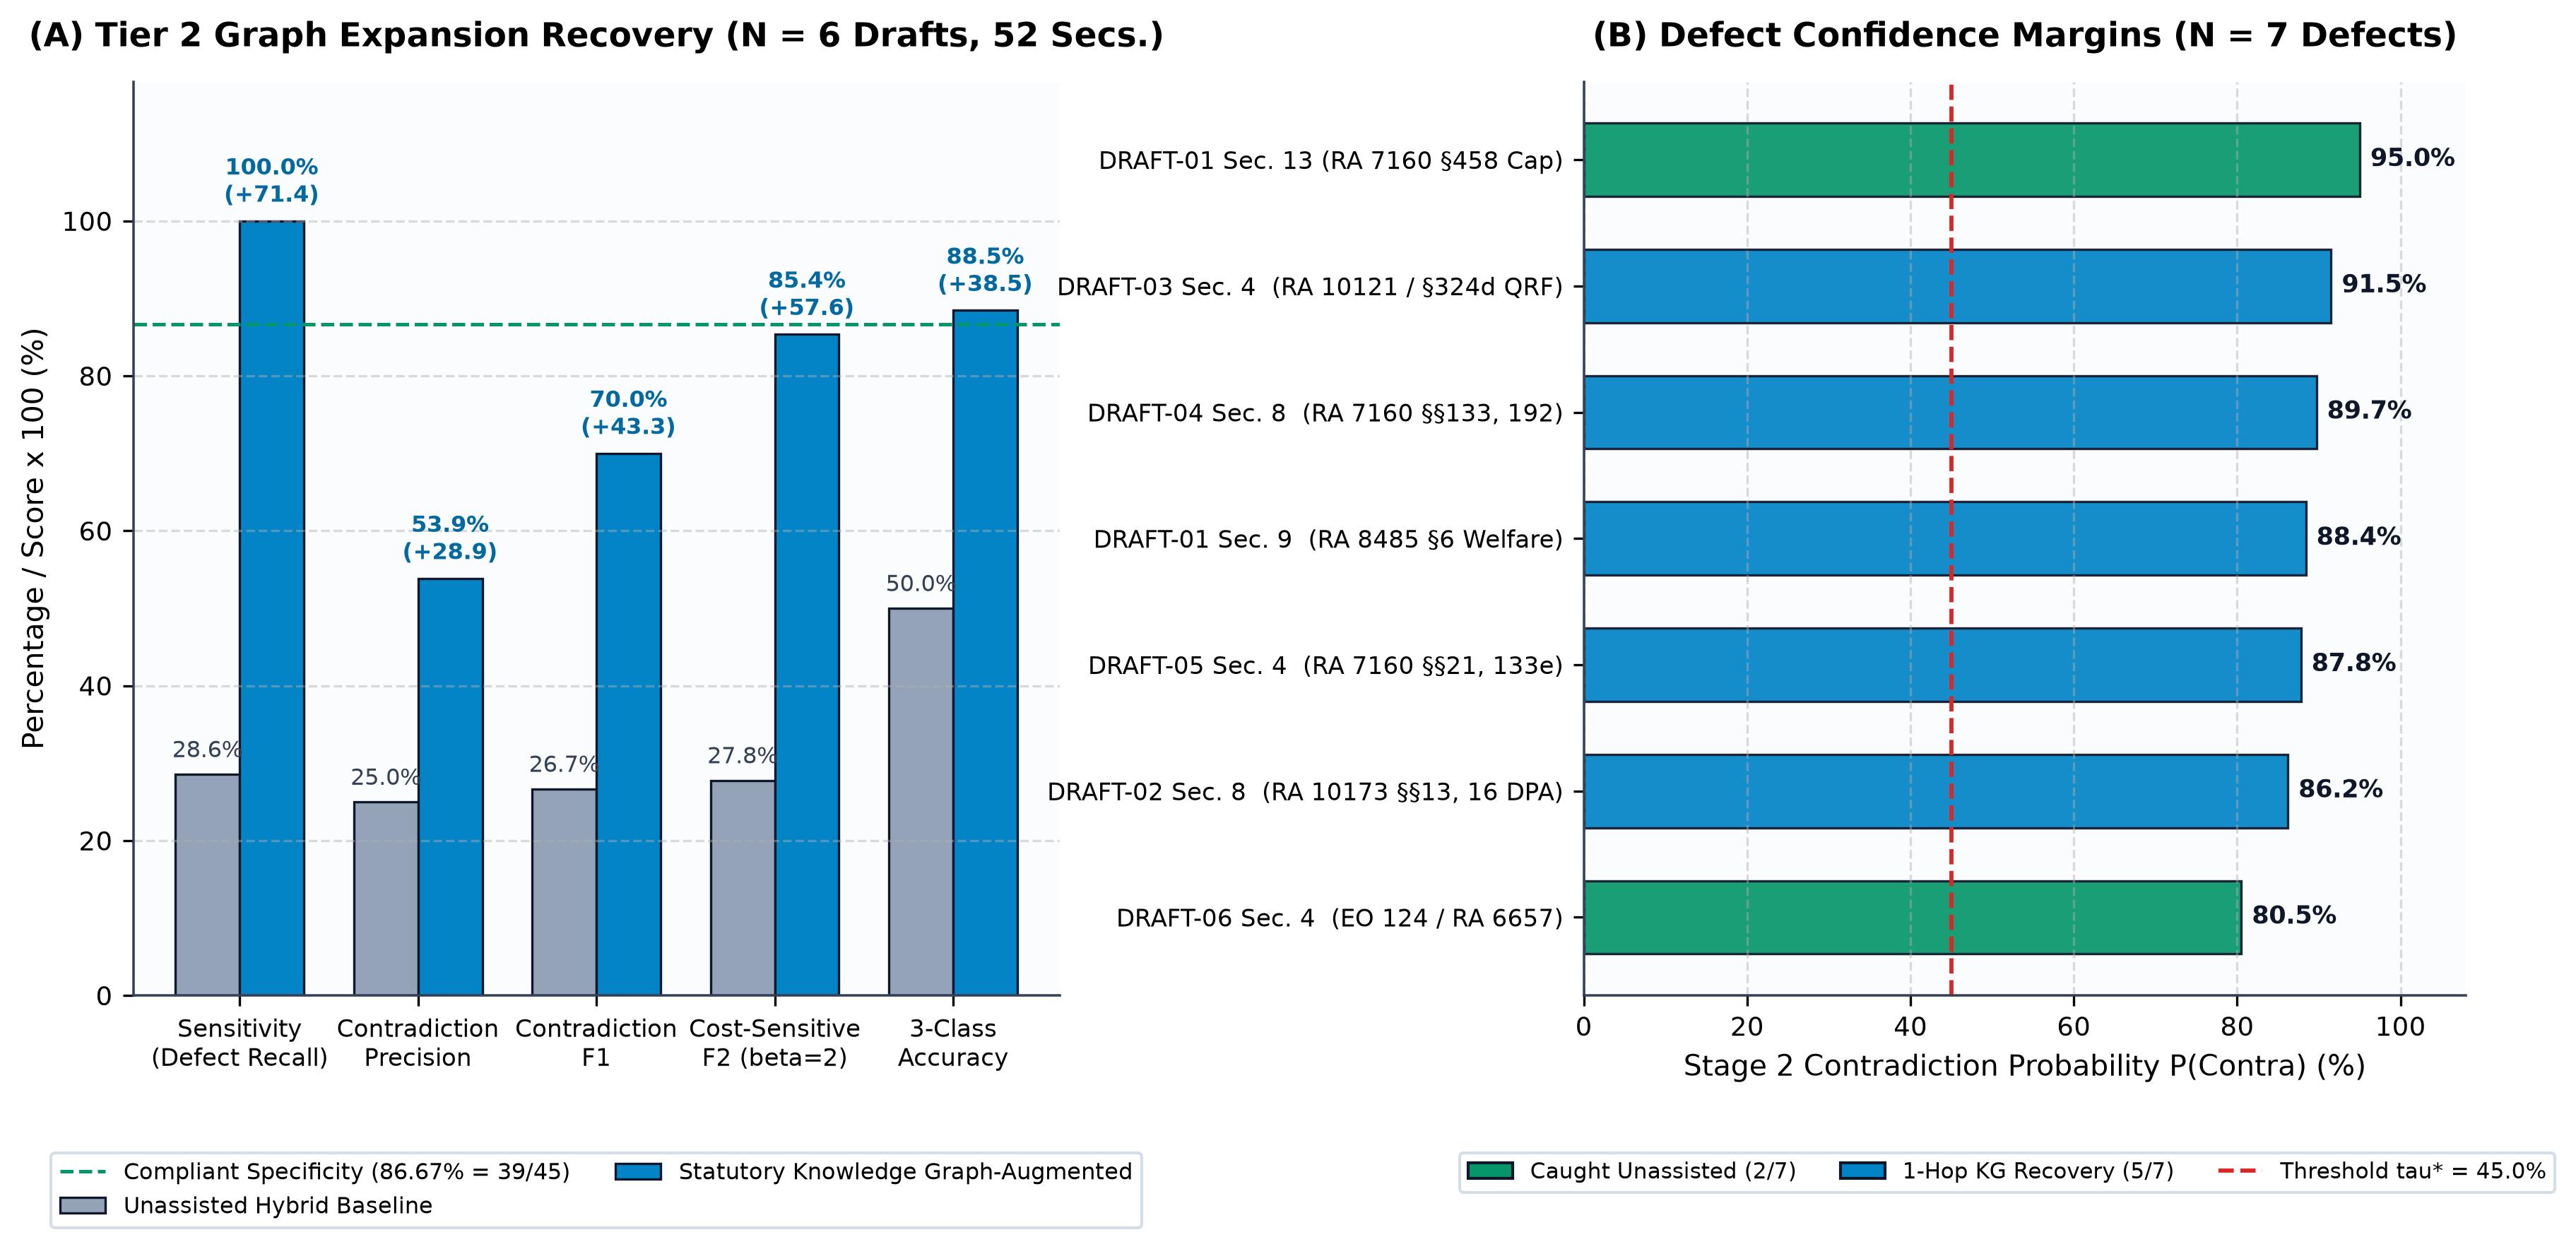 (A) Tier 2 Graph Expansion Recovery (N = 6 Drafts, 52 Secs.)
Percentage / Score x 100 (%)
100
80
60
40
20
0
100.0%
(+71.4)
28.6%
53.9%
(+28.9)
25.0%
70.0%
(+43.3)
26.7%
85.4%
(+57.6)
27.8%
88.5%
(+38.5)
50.0%
Sensitivity
(Defect Recall)
Contradiction
Precision
Contradiction
F1
Cost-Sensitive
F2 (beta=2)
3-Class
Accuracy
Compliant Specificity (86.67% = 39/45)
Unassisted Hybrid Baseline
Statutory Knowledge Graph-Augmented
(B) Defect Confidence Margins (N = 7 Defects)
DRAFT-01 Sec. 13 (RA 7160 §458 Cap)
95.0%
DRAFT-03 Sec. 4 (RA 10121 / §324d QRF)
91.5%
DRAFT-04 Sec. 8 (RA 7160 §§133, 192)
89.7%
DRAFT-01 Sec. 9 (RA 8485 §6 Welfare)
88.4%
DRAFT-05 Sec. 4 (RA 7160 §§21, 133e)
87.8%
DRAFT-02 Sec. 8 (RA 10173 §§13, 16 DPA)
86.2%
DRAFT-06 Sec. 4 (EO 124 / RA 6657)
80.5%
0 20 40 60 80 100
Stage 2 Contradiction Probability P(Contra) (%)
Caught Unassisted (2/7)
1-Hop KG Recovery (5/7)
Threshold tau* = 45.0%